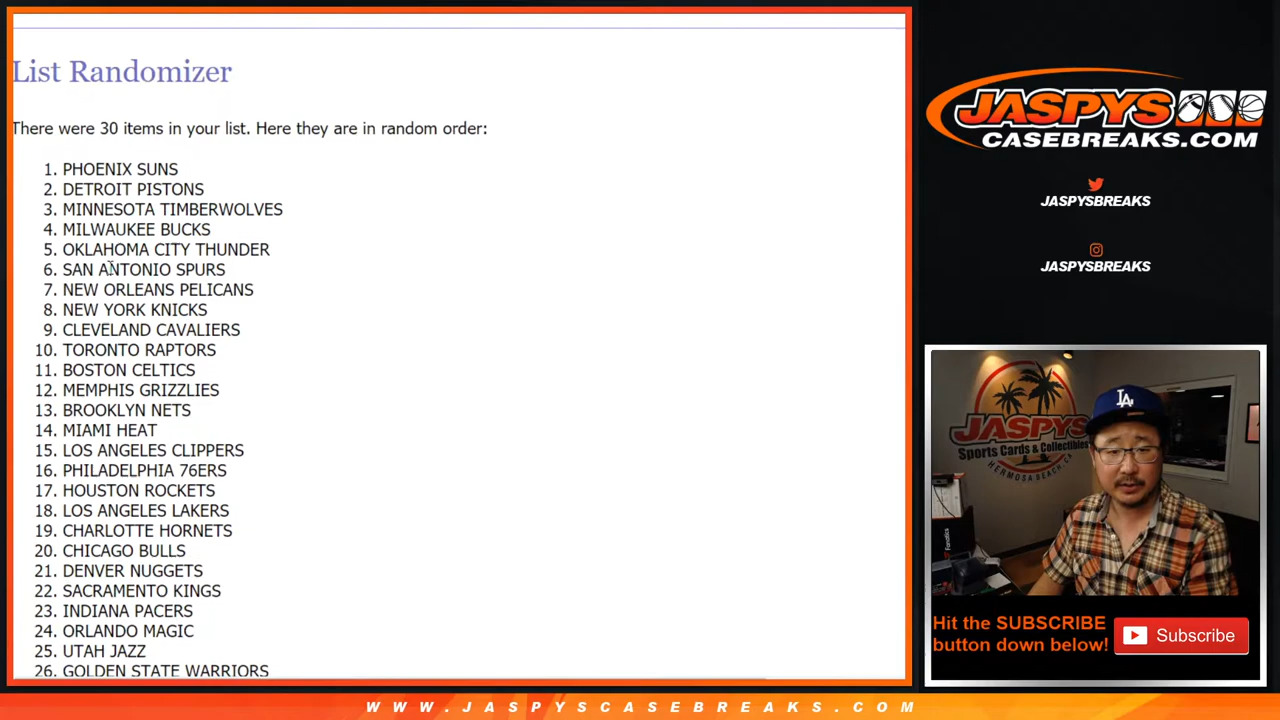 List Randomizer
There were 30 items in your list. Here they are in random order:
1. PHOENIX SUNS
2. DETROIT PISTONS
3. MINNESOTA TIMBERWOLVES
4. MILWAUKEE BUCKS
5. OKLAHOMA CITY THUNDER
6. SAN ANTONIO SPURS
7. NEW ORLEANS PELICANS
8. NEW YORK KNICKS
9. CLEVELAND CAVALIERS
10. TORONTO RAPTORS
11. BOSTON CELTICS
12. MEMPHIS GRIZZLIES
13. BROOKLYN NETS
14. MIAMI HEAT
15. LOS ANGELES CLIPPERS
16. PHILADELPHIA 76ERS
17. HOUSTON ROCKETS
18. LOS ANGELES LAKERS
19. CHARLOTTE HORNETS
20. CHICAGO BULLS
21. DENVER NUGGETS
22. SACRAMENTO KINGS
23. INDIANA PACERS
24. ORLANDO MAGIC
25. UTAH JAZZ
26. GOLDEN STATE WARRIORS
JASPYS
CASEBREAKS.COM
JASPYSBREAKS
JASPYSBREAKS
JASPYS
Sports Cards & Collectibles
HERMOSA BEACH, CA
LA
Fanatics
Hit the SUBSCRIBE
button down below!
Subscribe
WWW.JASPYSCASEBREAKS.COM